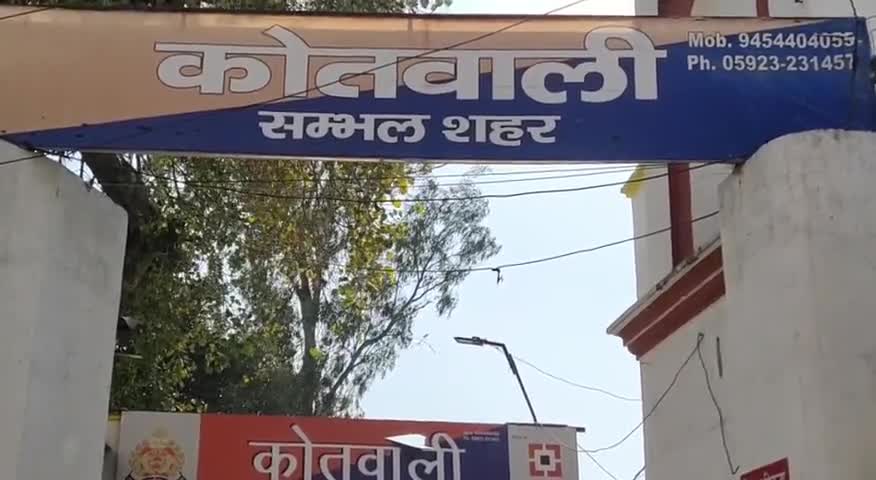 कोतवाली
सम्भल शहर
Mob. 9454404055
Ph. 05923-231457
कोतवाली